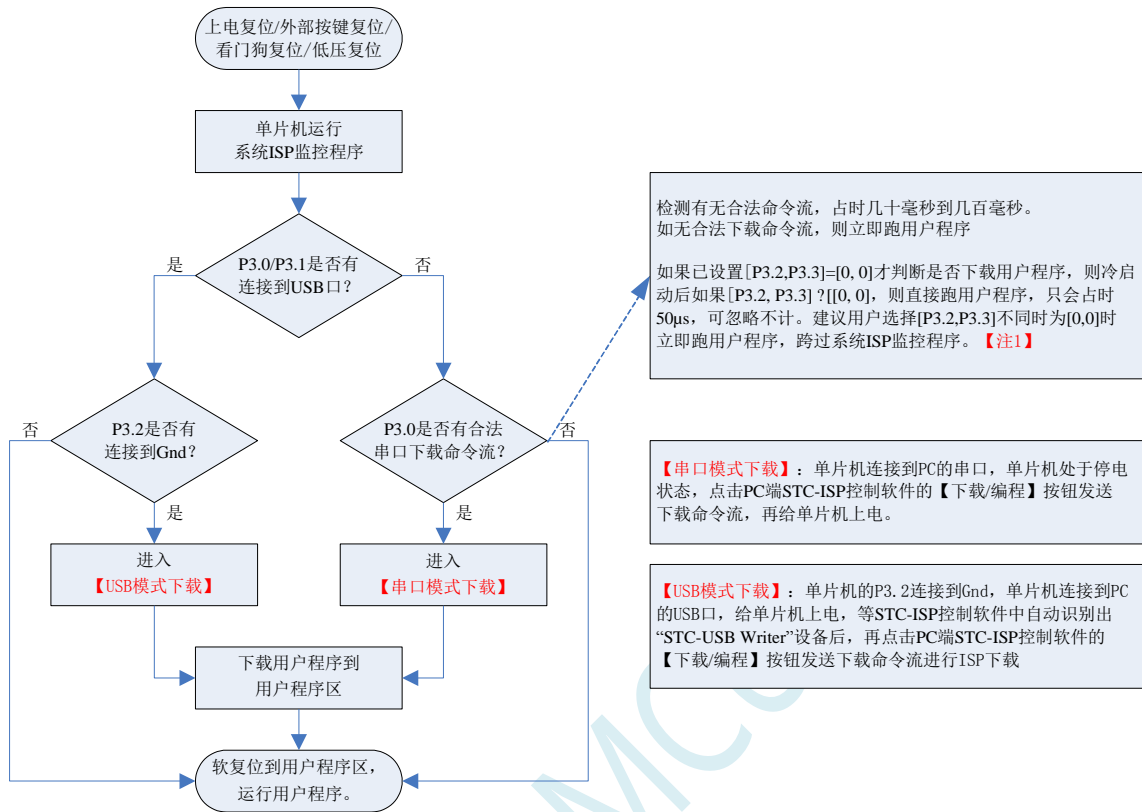 上电复位/外部按键复位/
看门狗复位/低压复位
单片机运行
系统ISP监控程序
P3.0/P3.1是否有
连接到USB口?
是
否
P3.2是否有
连接到Gnd?
否
是
P3.0是否有合法
串口下载命令流?
否
是
进入
【USB模式下载】
进入
【串口模式下载】
下载用户程序到
用户程序区
软复位到用户程序区，
运行用户程序。
检测有无合法命令流，占时几十毫秒到几百毫秒。
如无合法下载命令流，则立即跑用户程序
如果已设置[P3.2,P3.3]=[0, 0]才判断是否下载用户程序，则冷启
动后如果[P3.2, P3.3] ?[[0, 0]，则直接跑用户程序，只会占时
50μs，可忽略不计。建议用户选择[P3.2,P3.3]不同时为[0,0]时
立即跑用户程序，跨过系统ISP监控程序。【注1】
【串口模式下载】：单片机连接到PC的串口，单片机处于停电
状态，点击PC端STC-ISP控制软件的【下载/编程】按钮发送
下载命令流，再给单片机上电。
【USB模式下载】：单片机的P3.2连接到Gnd，单片机连接到PC
的USB口，给单片机上电，等STC-ISP控制软件中自动识别出
“STC-USB Writer”设备后，再点击PC端STC-ISP控制软件的
【下载/编程】按钮发送下载命令流进行ISP下载
MC